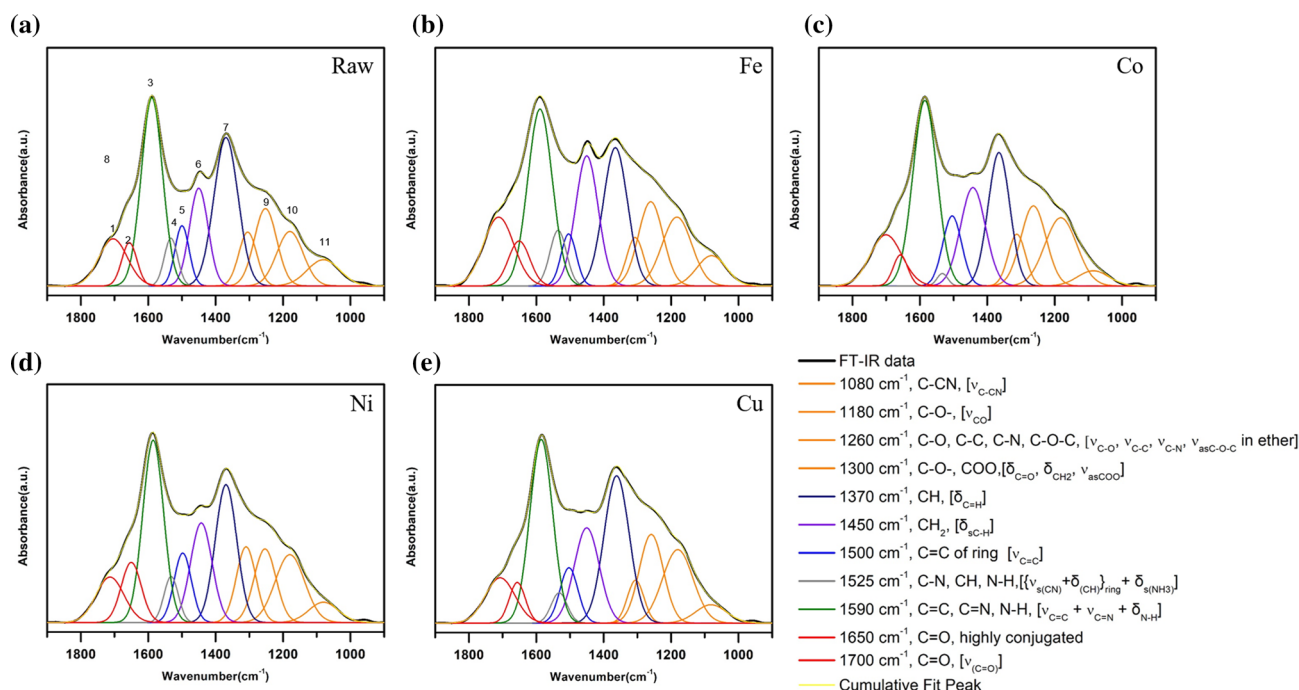 (a)
Raw
3
7
8
6
5
4
9
10
1
2
11
Absorbance(a.u.)
1800 1600 1400 1200 1000
Wavenumber(cm⁻¹)
(b)
Fe
Absorbance(a.u.)
1800 1600 1400 1200 1000
Wavenumber(cm⁻¹)
(c)
Co
Absorbance(a.u.)
1800 1600 1400 1200 1000
Wavenumber(cm⁻¹)
(d)
Ni
Absorbance(a.u.)
1800 1600 1400 1200 1000
Wavenumber(cm⁻¹)
(e)
Cu
Absorbance(a.u.)
1800 1600 1400 1200 1000
Wavenumber(cm⁻¹)
FT-IR data
1080 cm⁻¹, C-CN, [ν_C-CN]
1180 cm⁻¹, C-O-, [ν_CO]
1260 cm⁻¹, C-O, C-C, C-N, C-O-C, [ν_C-O, ν_C-C, ν_C-N, ν_asC-O-C in ether]
1300 cm⁻¹, C-O-, COO,[δ_C=O, δ_CH2, ν_asCOO]
1370 cm⁻¹, CH, [δ_C=H]
1450 cm⁻¹, CH₂, [δ_sC-H]
1500 cm⁻¹, C=C of ring [ν_C=C]
1525 cm⁻¹, C-N, CH, N-H,[{ν_s(CN)+δ_(CH)}_ring + δ_s(NH3)]
1590 cm⁻¹, C=C, C=N, N-H, [ν_C=C + ν_C=N + δ_N-H]
1650 cm⁻¹, C=O, highly conjugated
1700 cm⁻¹, C=O, [ν_(C=O)]
Cumulative Fit Peak